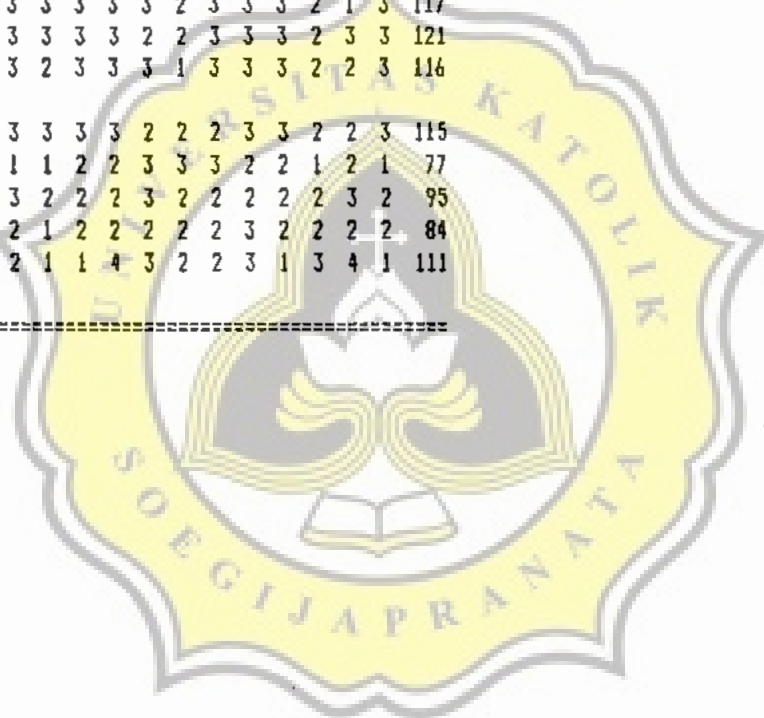 3 3 3 3 3 2 3 3 3 2 1 3 117
3 3 3 3 2 2 3 3 3 2 3 3 121
3 2 3 3 3 1 3 3 3 2 2 3 116
3 3 3 3 2 2 2 3 3 2 2 3 115
1 1 2 2 3 3 3 2 2 1 2 1 77
3 2 2 2 3 2 2 2 2 2 3 2 95
2 1 2 2 2 2 2 3 2 2 2 2 84
2 1 1 4 3 2 2 3 1 3 4 1 111
UNIVERSITAS KATOLIK
SOEGIJAPRANATA